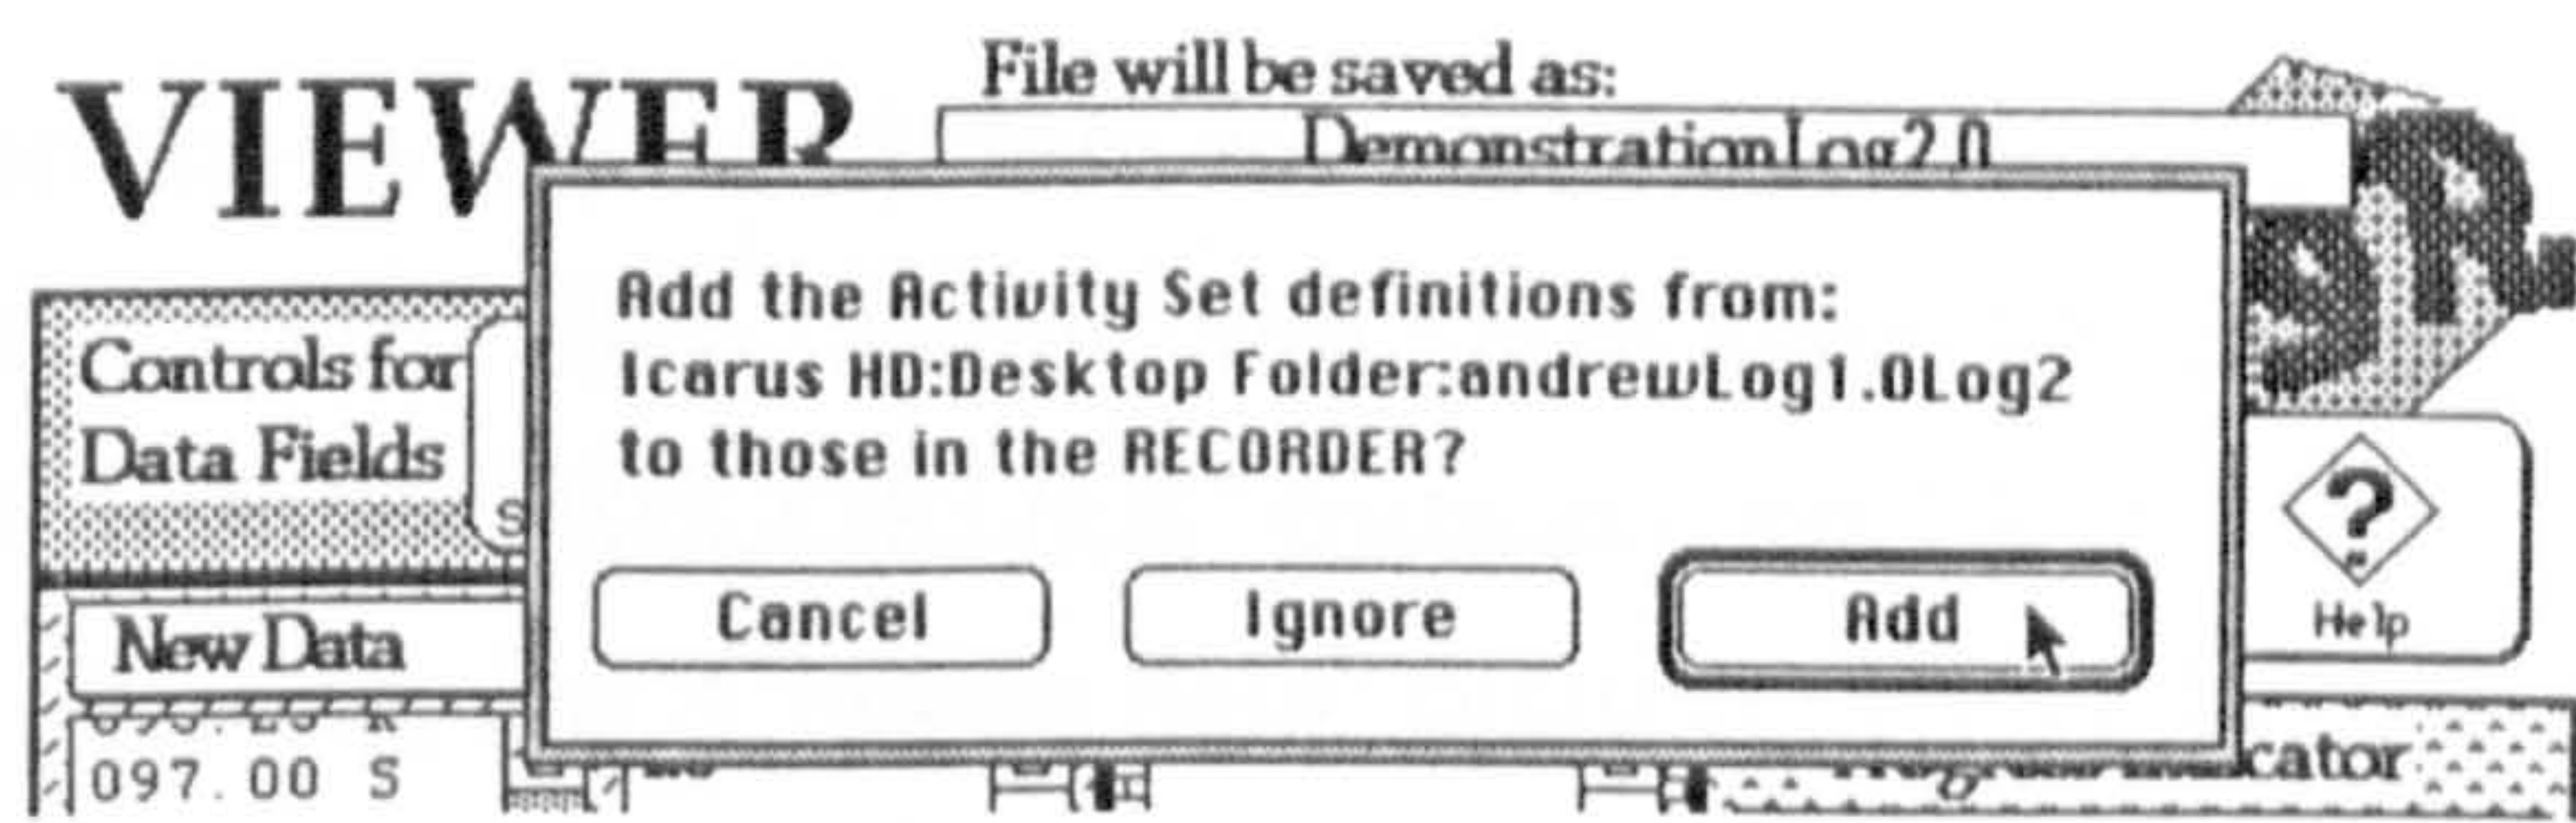 File will be saved as:
VIEWER
DemonstrationLog2.0
Add the Activity Set definitions from:
Icarus HD:Desktop Folder:andrewLog1.0Log2
to those in the RECORDER?
Controls for
Data Fields
S
Cancel
Ignore
Add
?
Help
New Data
097.00 S